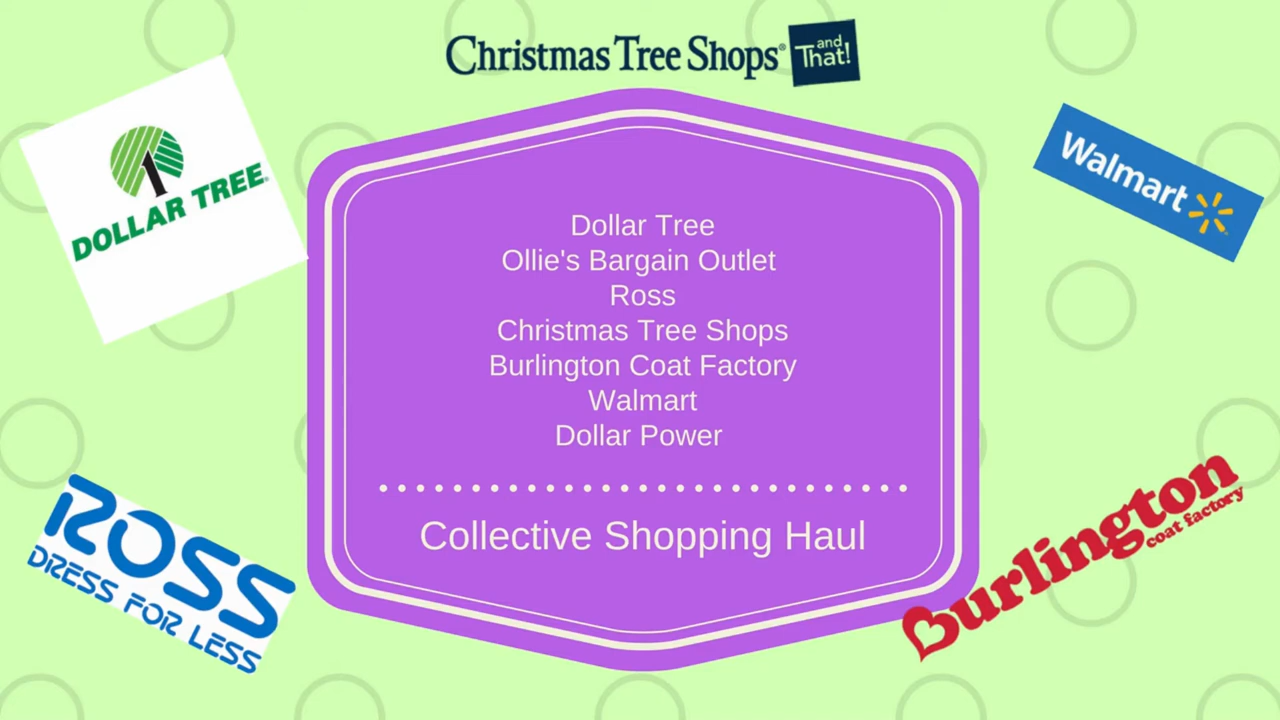 Christmas Tree Shops® and That!
DOLLAR TREE®
Walmart
Dollar Tree
Ollie's Bargain Outlet
Ross
Christmas Tree Shops
Burlington Coat Factory
Walmart
Dollar Power
Collective Shopping Haul
ROSS
DRESS FOR LESS
Burlington
coat factory